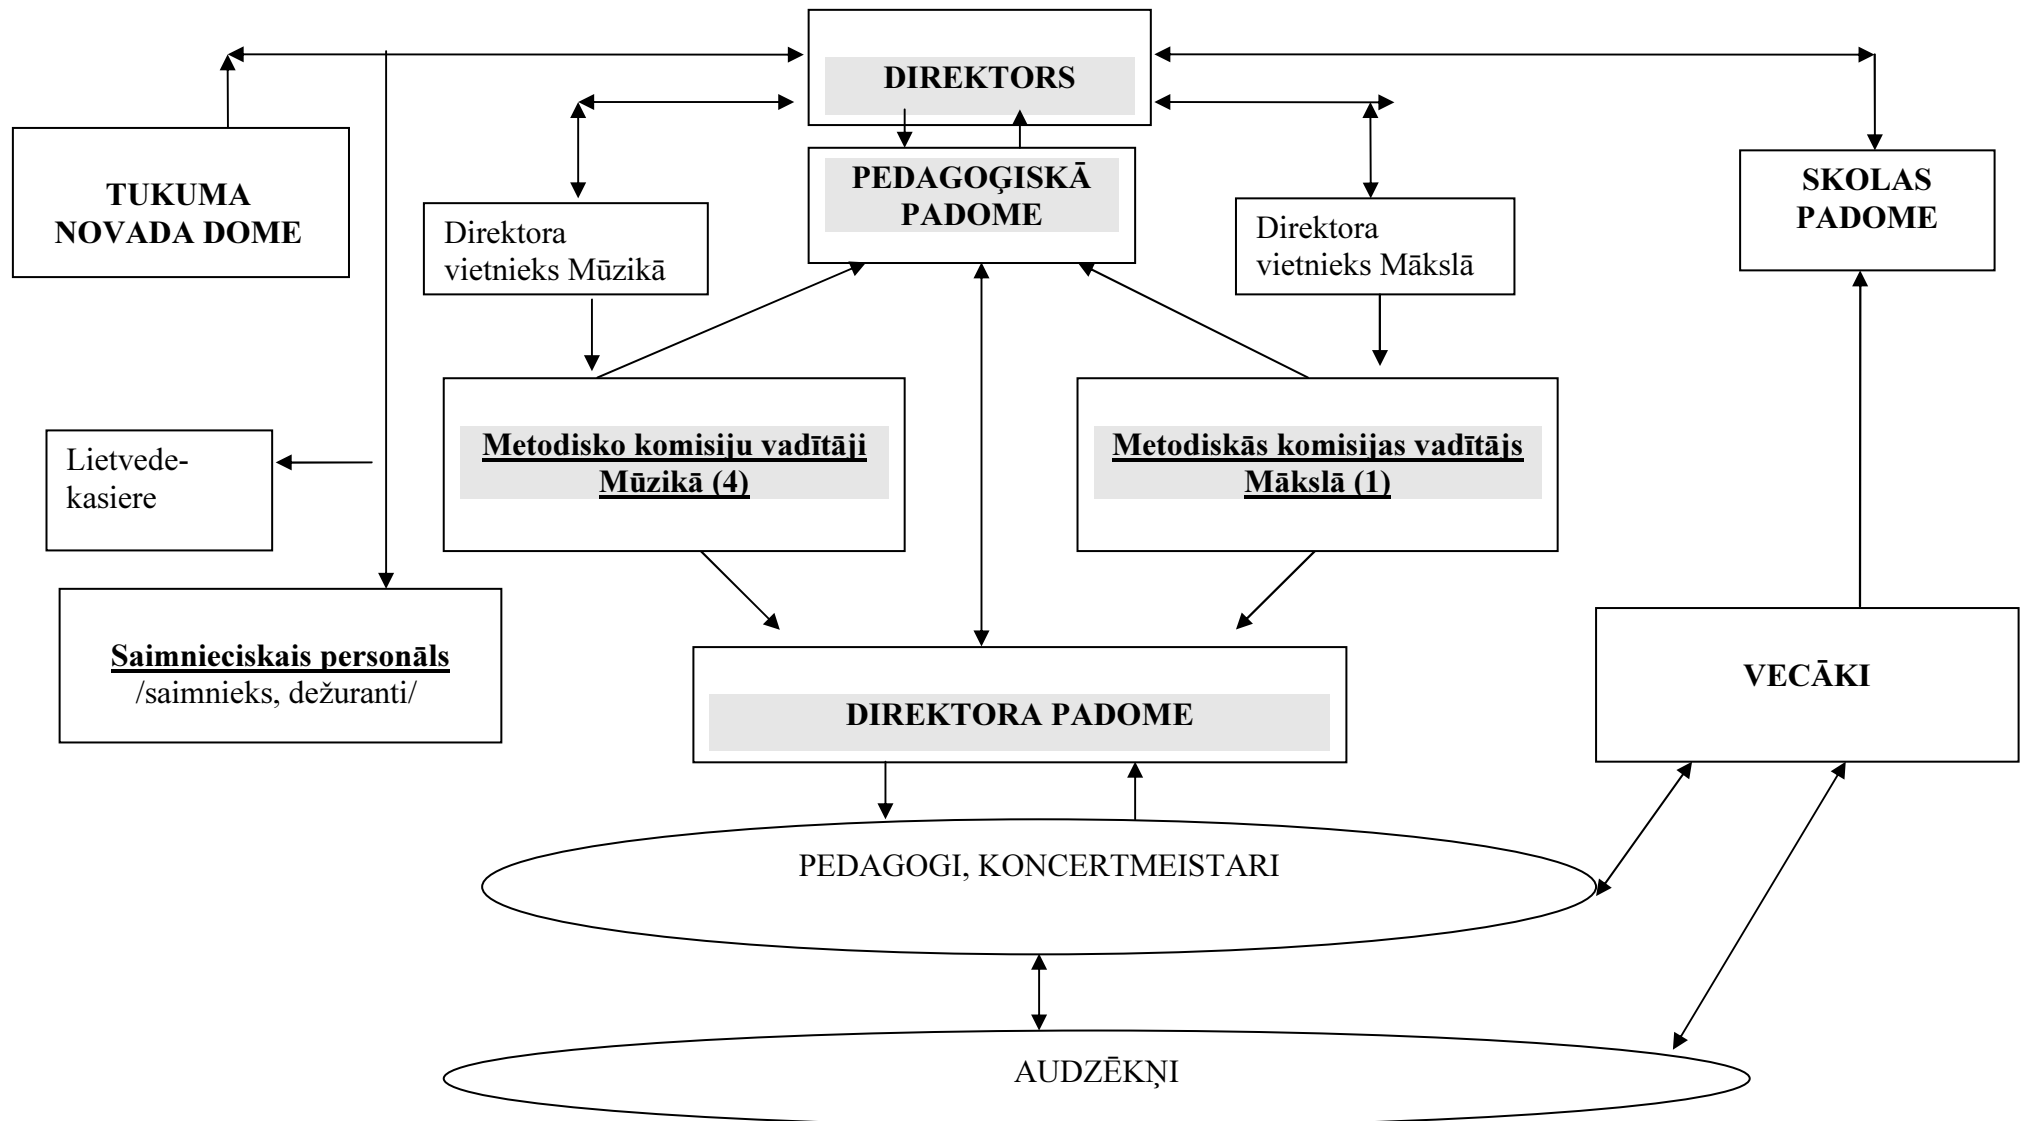 DIREKTORS
TUKUMA
NOVADA DOME
PEDAGOĢISKĀ
PADOME
SKOLAS
PADOME
Direktora
vietnieks Mūzikā
Direktora
vietnieks Mākslā
Metodisko komisiju vadītāji
Mūzikā (4)
Metodiskās komisijas vadītājs
Mākslā (1)
Lietvede-
kasiere
Saimnieciskais personāls
/saimnieks, dežuranti/
DIREKTORA PADOME
VECĀKI
PEDAGOGI, KONCERTMEISTARI
AUDZĒKŅI